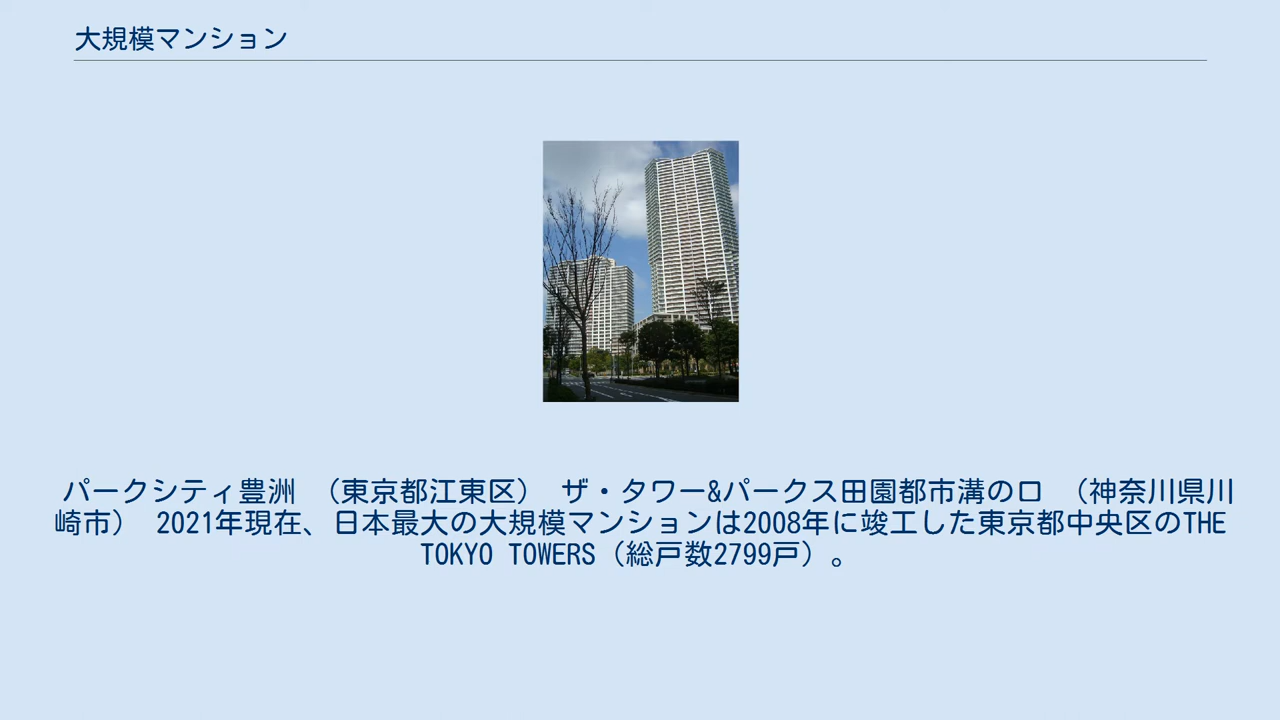 大規模マンション
パークシティ豊洲 （東京都江東区） ザ・タワー&パークス田園都市溝の口 （神奈川県川
崎市） 2021年現在、日本最大の大規模マンションは2008年に竣工した東京都中央区のTHE
TOKYO TOWERS（総戸数2799戸）。